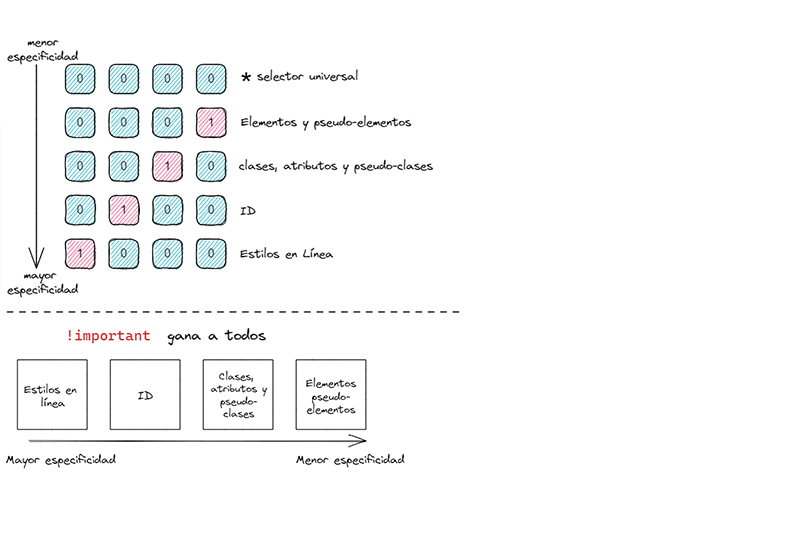 menor
especificidad
0 0 0 0 * selector universal
0 0 0 1 Elementos y pseudo-elementos
0 0 1 0 clases, atributos y pseudo-clases
0 1 0 0 ID
1 0 0 0 Estilos en Línea
mayor
especificidad
!important gana a todos
Estilos en
línea
ID
Clases,
atributos y
pseudo-
clases
Elementos
pseudo-
elementos
Mayor especificidad
Menor especificidad